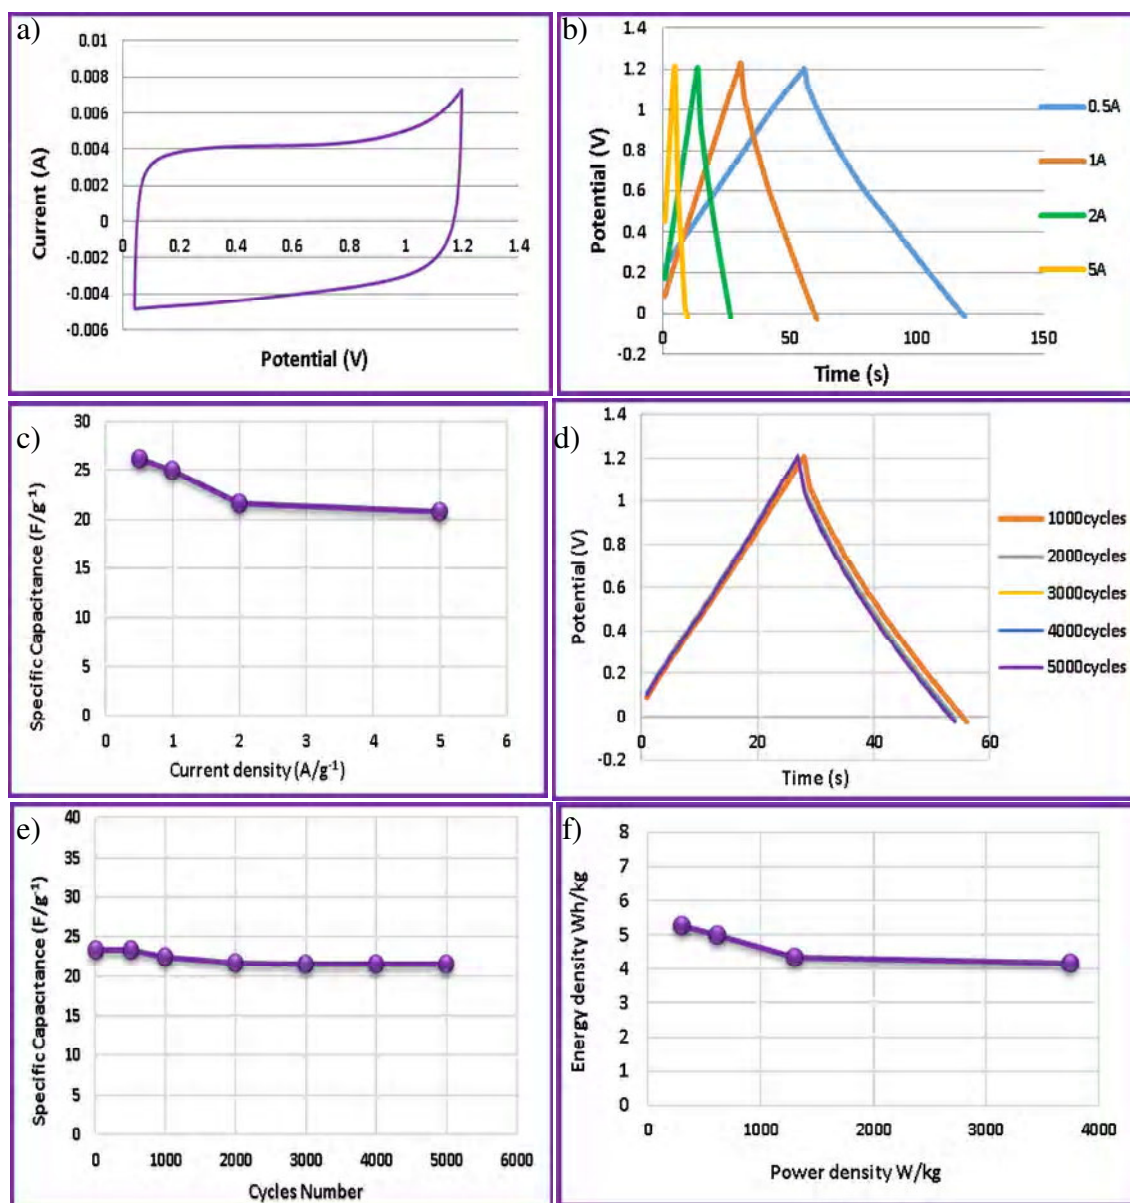 a)
0.01
0.008
0.006
0.004
0.002
0
-0.002
-0.004
-0.006
0 0.2 0.4 0.6 0.8 1 1.2 1.4
Current (A)
Potential (V)
b)
1.4
1.2
1
0.8
0.6
0.4
0.2
0
-0.2
0 50 100 150
Potential (V)
Time (s)
0.5A
1A
2A
5A
c)
30
25
20
15
10
5
0
0 1 2 3 4 5 6
Specific Capacitance (F/g⁻¹)
Current density (A/g⁻¹)
d)
1.4
1.2
1
0.8
0.6
0.4
0.2
0
-0.2
0 20 40 60
Potential (V)
Time (s)
1000cycles
2000cycles
3000cycles
4000cycles
5000cycles
e)
40
35
30
25
20
15
10
5
0
0 1000 2000 3000 4000 5000 6000
Specific Capacitance (F/g⁻¹)
Cycles Number
f)
8
7
6
5
4
3
2
1
0
0 1000 2000 3000 4000
Energy density Wh/kg
Power density W/kg